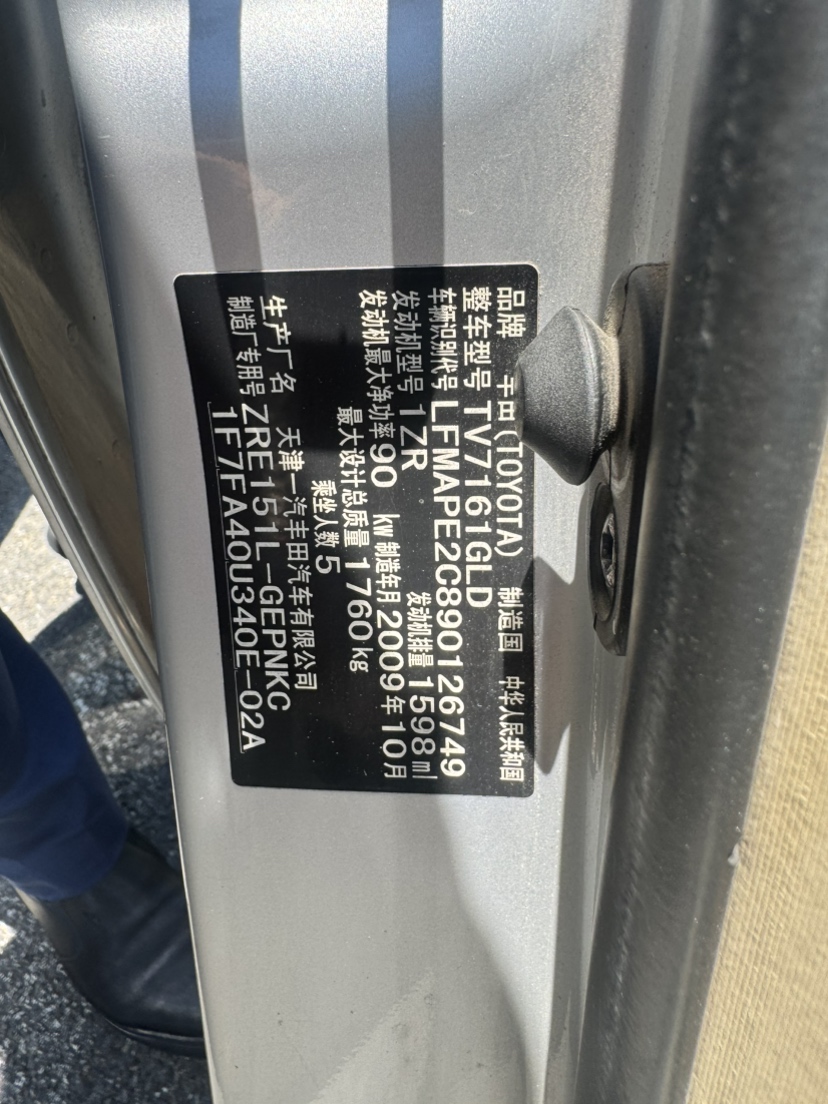 品牌 丰田(TOYOTA) 制造国 中华人民共和国
整车型号 TV7161GLD
车辆识别代号 LFMAPE2C890126749
发动机型号 1ZR 发动机排量 1598 ml
发动机最大净功率 90 kW 制造年月 2009年10月
最大设计总质量 1760 kg
乘坐人数 5
生产厂名 天津一汽丰田汽车有限公司
制造厂专用号 ZRE151L-GEPNKC
1F7FA40U340E-02A